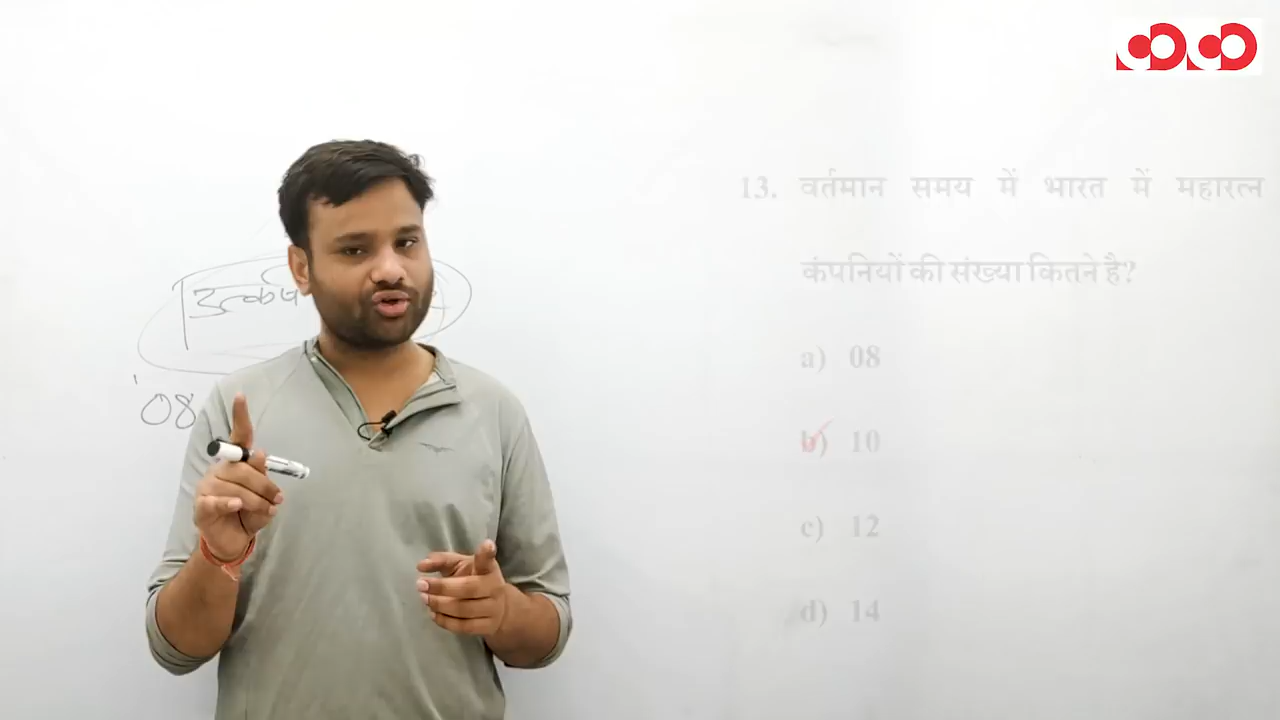 13. वर्तमान समय में भारत में महारत्न
कंपनियों की संख्या कितने है?
a) 08
b) 10
c) 12
d) 14
08